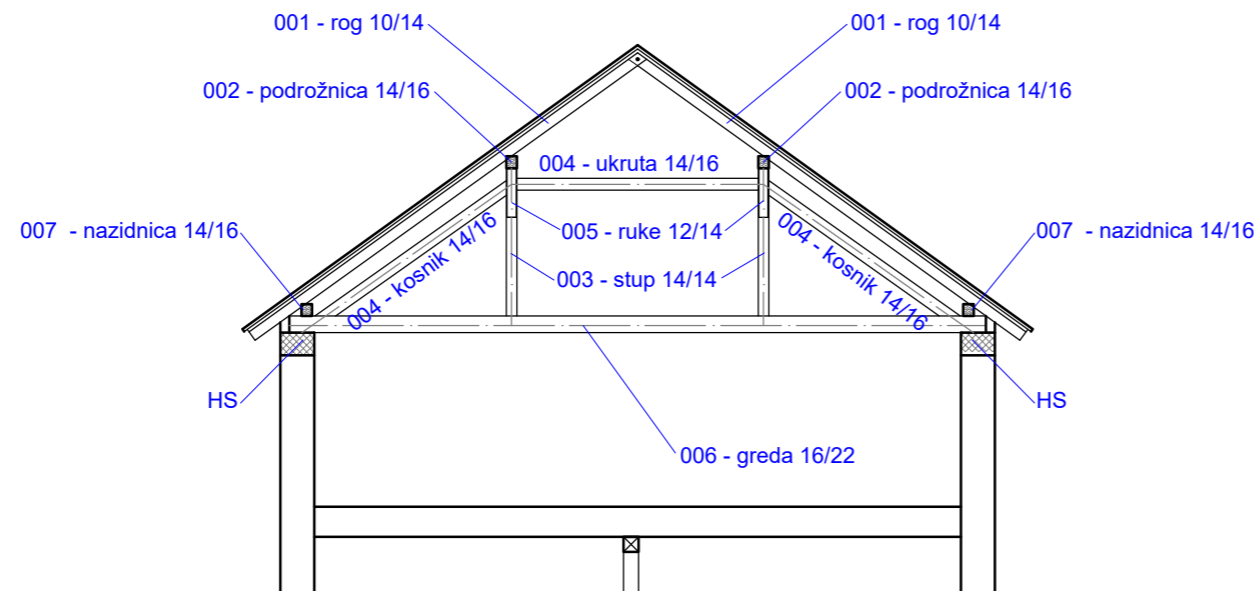 001 - rog 10/14
001 - rog 10/14
002 - podrožnica 14/16
002 - podrožnica 14/16
004 - ukruta 14/16
007  - nazidnica 14/16
005 - ruke 12/14
007  - nazidnica 14/16
004 - kosnik 14/16
003 - stup 14/14
004 - kosnik 14/16
HS
HS
006 - greda 16/22